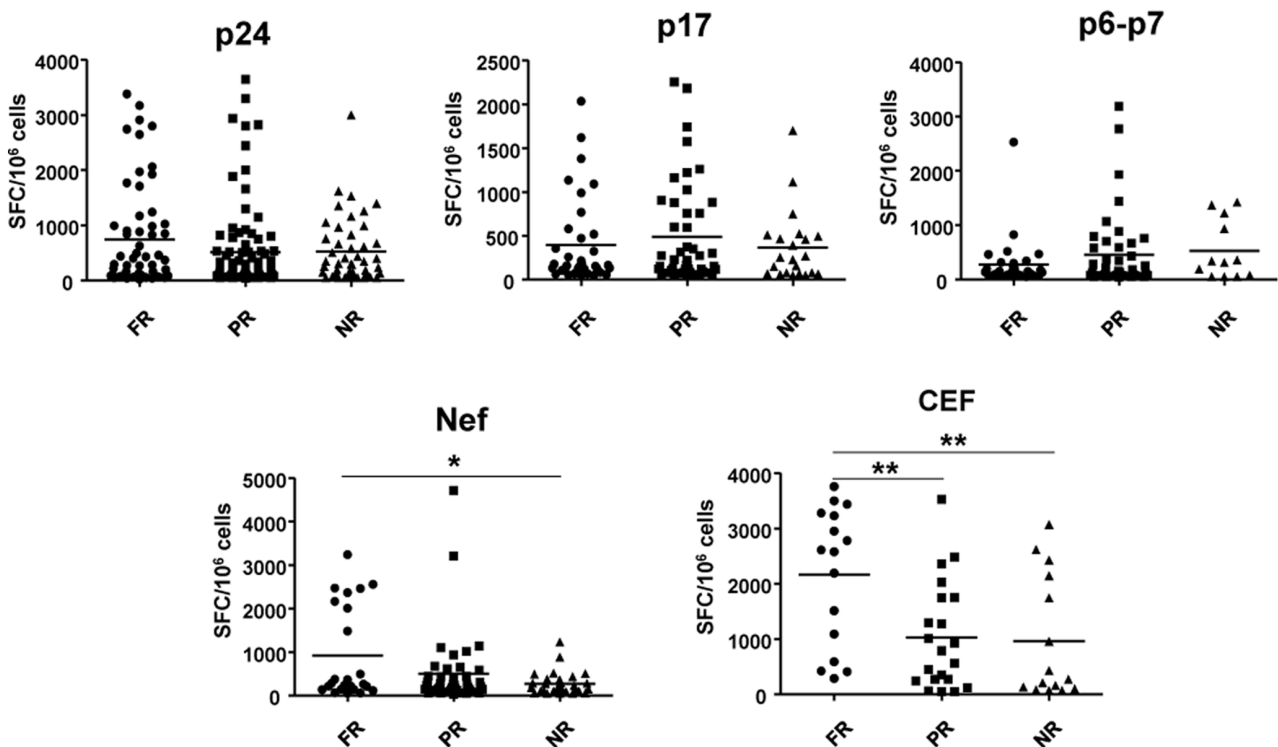 p24
SFC/10⁶ cells
4000
3000
2000
1000
0
FR
PR
NR
p17
SFC/10⁶ cells
2500
2000
1500
1000
500
0
FR
PR
NR
p6-p7
SFC/10⁶ cells
4000
3000
2000
1000
0
FR
PR
NR
Nef
*
SFC/10⁶ cells
5000
4000
3000
2000
1000
0
FR
PR
NR
CEF
**
**
SFC/10⁶ cells
4000
3000
2000
1000
0
FR
PR
NR